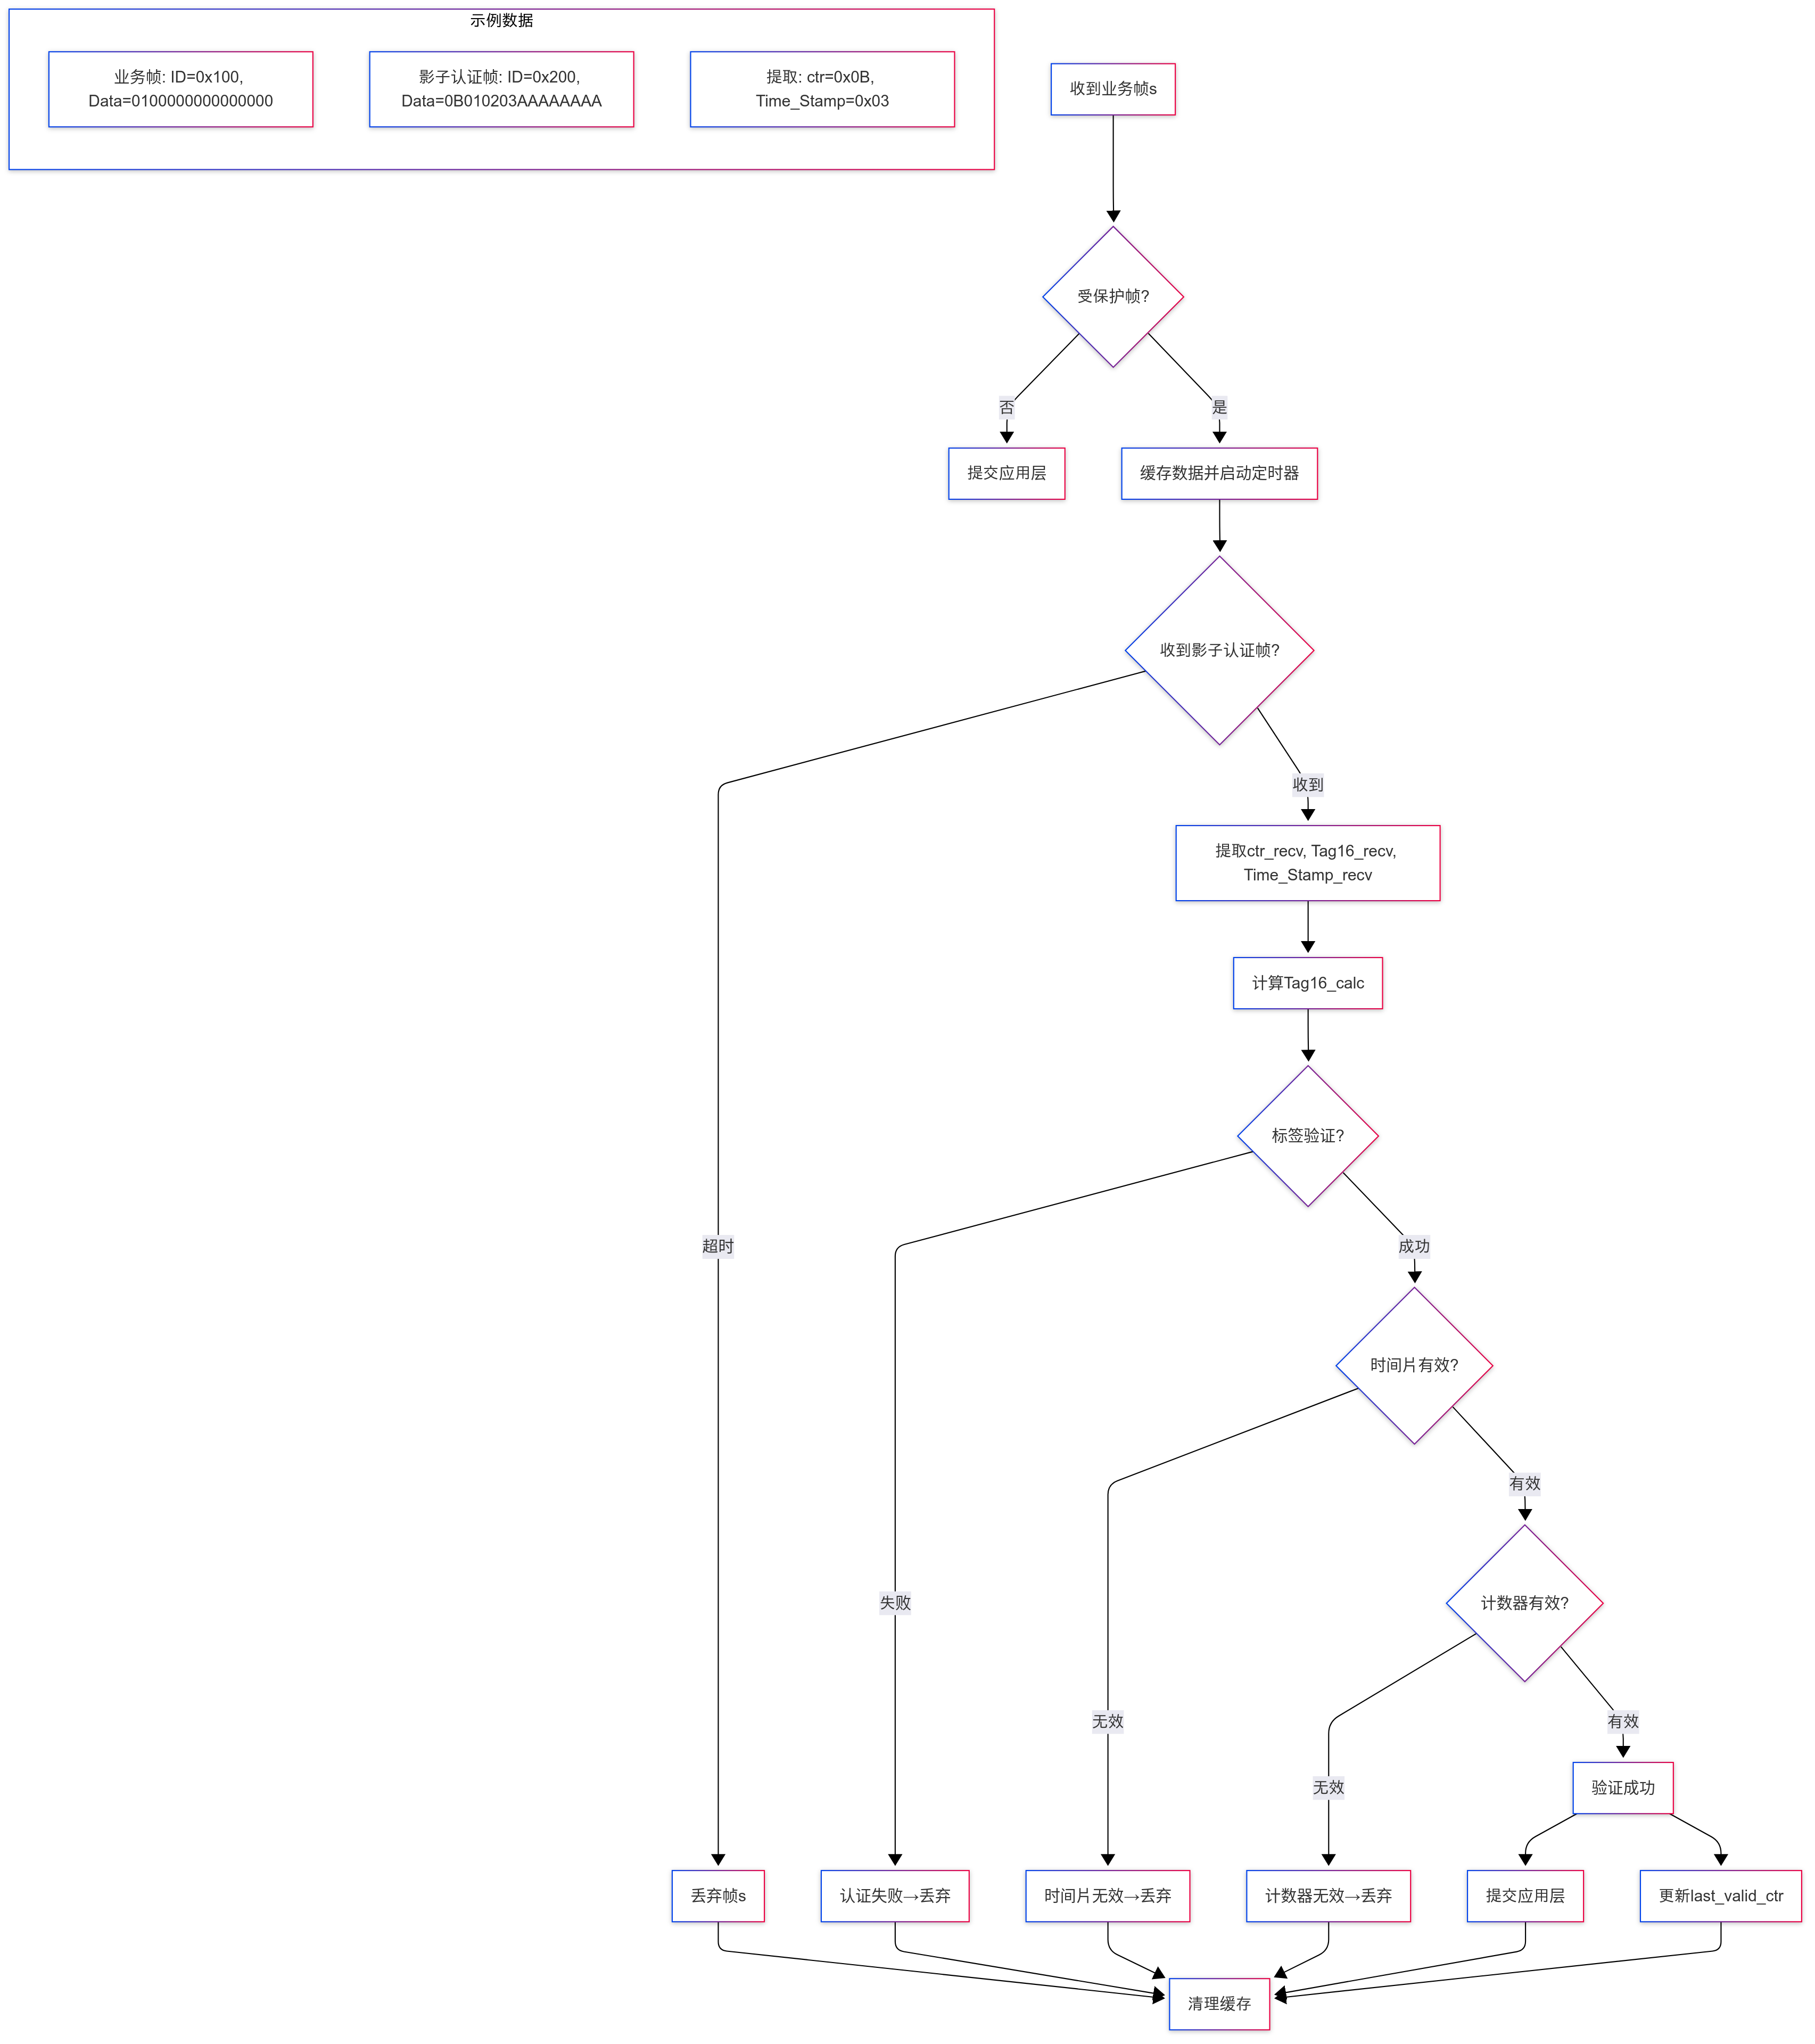 示例数据
业务帧: ID=0x100,
Data=0100000000000000
影子认证帧: ID=0x200,
Data=0B010203AAAAAAAA
提取: ctr=0x0B,
Time_Stamp=0x03
收到业务帧s
受保护帧?
否
是
提交应用层
缓存数据并启动定时器
收到影子认证帧?
收到
提取ctr_recv, Tag16_recv,
Time_Stamp_recv
计算Tag16_calc
标签验证?
超时
成功
时间片有效?
有效
失败
计数器有效?
无效
有效
无效
验证成功
丢弃帧s
认证失败→丢弃
时间片无效→丢弃
计数器无效→丢弃
提交应用层
更新last_valid_ctr
清理缓存